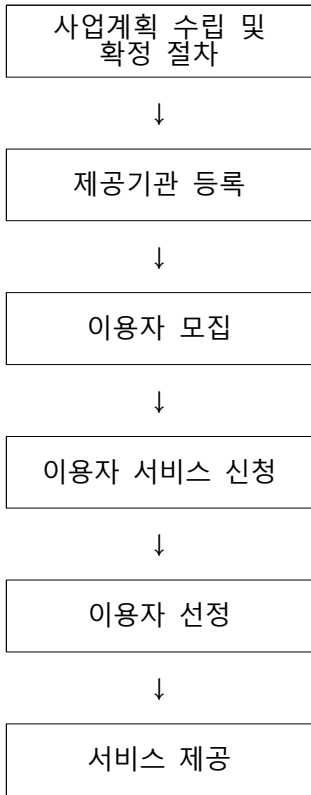 사업계획 수립 및
확정 절차
↓
제공기관 등록
↓
이용자 모집
↓
이용자 서비스 신청
↓
이용자 선정
↓
서비스 제공